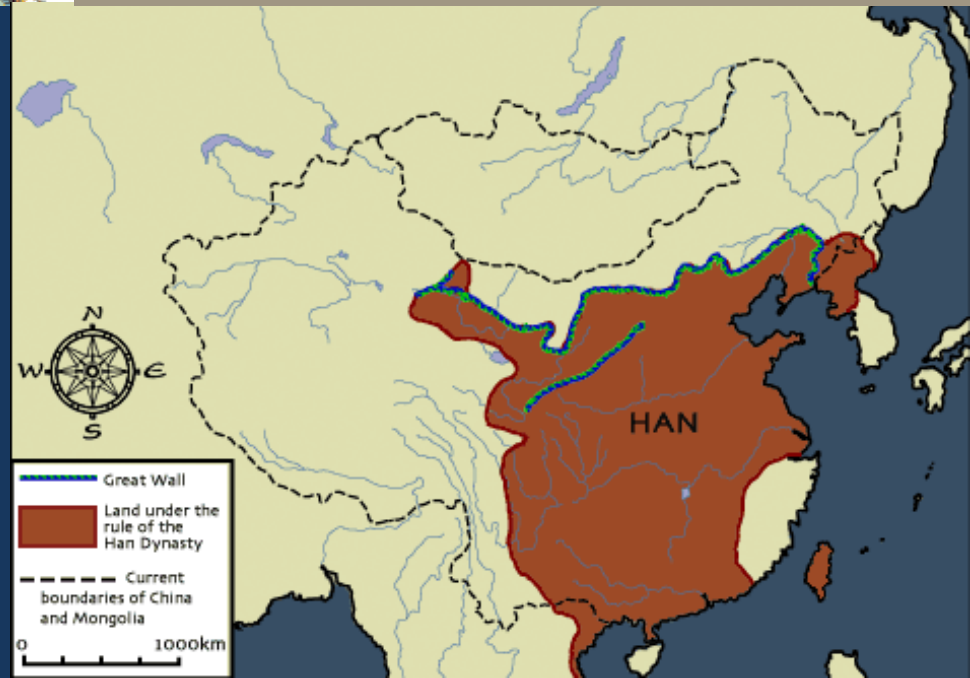 N
W
E
S
HAN
Great Wall
Land under the
rule of the
Han Dynasty
Current
boundaries of China
and Mongolia
0 1000km